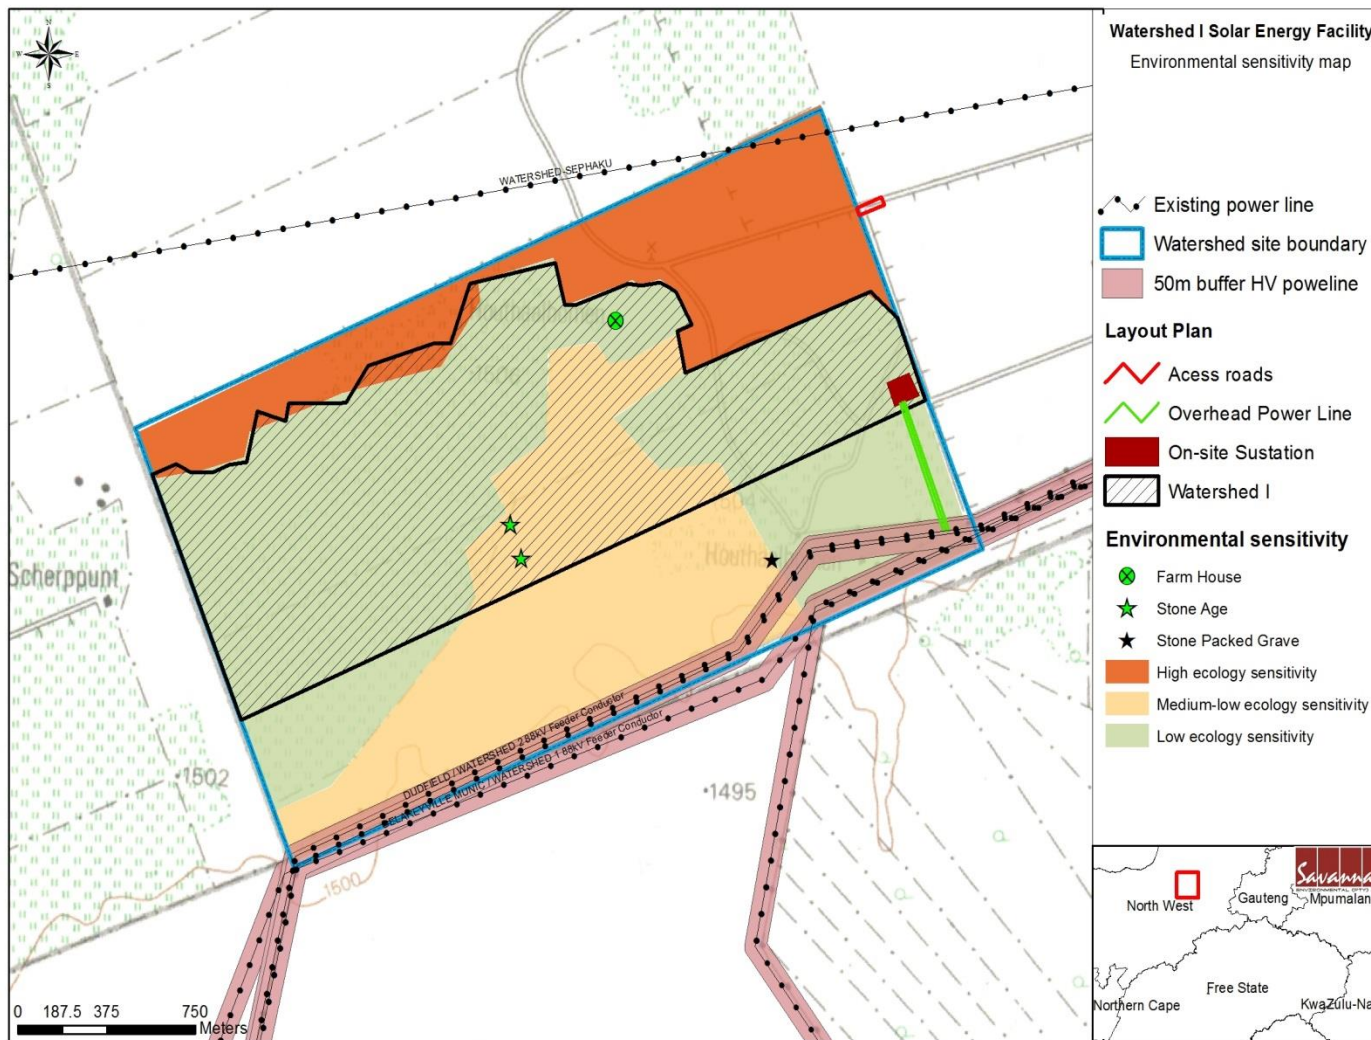 Watershed I Solar Energy Facility
Environmental sensitivity map
N
W E
S
WATERSHED-SEPHAKU
Existing power line
Watershed site boundary
50m buffer HV poweline
Layout Plan
Acess roads
Overhead Power Line
On-site Sustation
Watershed I
Environmental sensitivity
Farm House
Stone Age
Stone Packed Grave
High ecology sensitivity
Medium-low ecology sensitivity
Low ecology sensitivity
Scherppunt
DUDFIELD / WATERSHED 2 88kV Feeder Conductor
DELAREYVILLE MUNIC / WATERSHED 1 88kV Feeder Conductor
1502
1495
1500
0 187.5 375 750
Meters
Savanna
North West
Gauteng
Mpumalan
Free State
Northern Cape
KwaZulu-Na